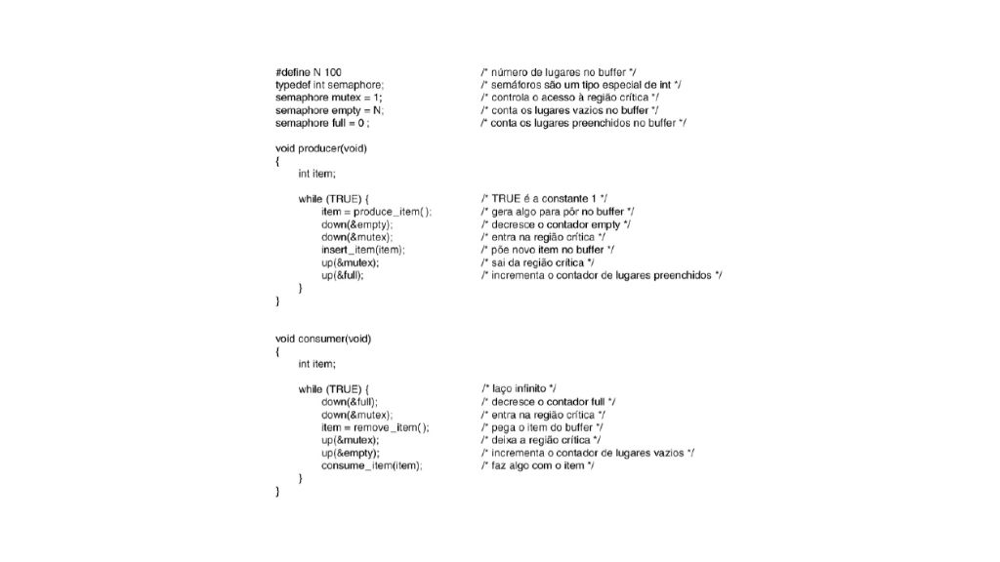 #define N 100 /* número de lugares no buffer */
typedef int semaphore; /* semáforos são um tipo especial de int */
semaphore mutex = 1; /* controla o acesso à região crítica */
semaphore empty = N; /* conta os lugares vazios no buffer */
semaphore full = 0 ; /* conta os lugares preenchidos no buffer */
void producer(void)
{
int item;
while (TRUE) { /* TRUE é a constante 1 */
item = produce_item( ); /* gera algo para pôr no buffer */
down(&empty); /* decresce o contador empty */
down(&mutex); /* entra na região crítica */
insert_item(item); /* põe novo item no buffer */
up(&mutex); /* sai da região crítica */
up(&full); /* incrementa o contador de lugares preenchidos */
}
}
void consumer(void)
{
int item;
while (TRUE) { /* laço infinito */
down(&full); /* decresce o contador full */
down(&mutex); /* entra na região crítica */
item = remove_item( ); /* pega o item do buffer */
up(&mutex); /* deixa a região crítica */
up(&empty); /* incrementa o contador de lugares vazios */
consume_item(item); /* faz algo com o item */
}
}